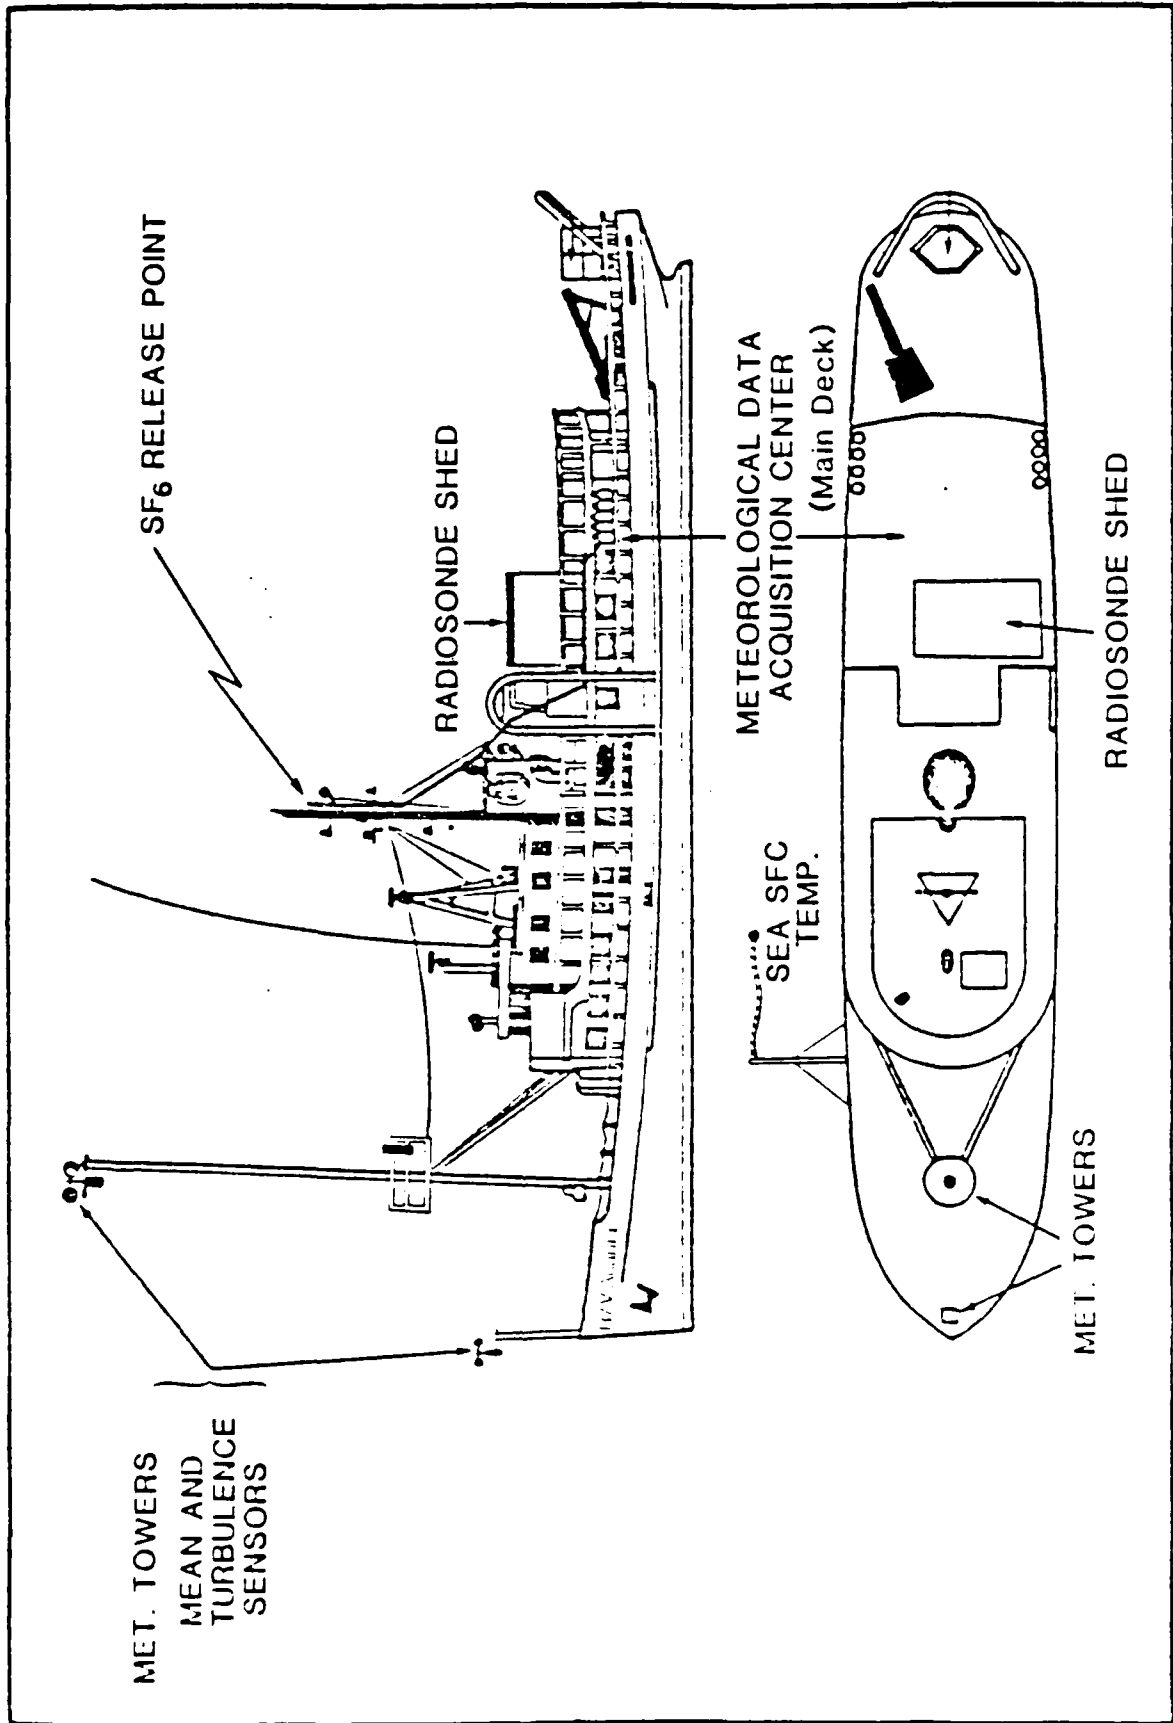 MET. TOWERS
MEAN AND
TURBULENCE
SENSORS
SF6 RELEASE POINT
RADIOSONDE SHED
METEOROLOGICAL DATA
ACQUISITION CENTER
(Main Deck)
SEA SFC
TEMP.
MET. TOWERS
RADIOSONDE SHED